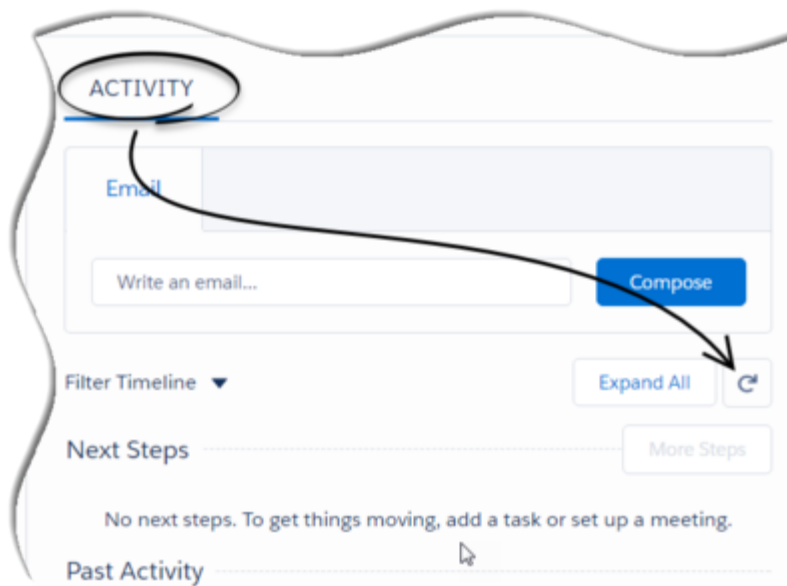 ACTIVITY
Email
Write an email... Compose
Filter Timeline Expand All
Next Steps More Steps
No next steps. To get things moving, add a task or set up a meeting.
Past Activity